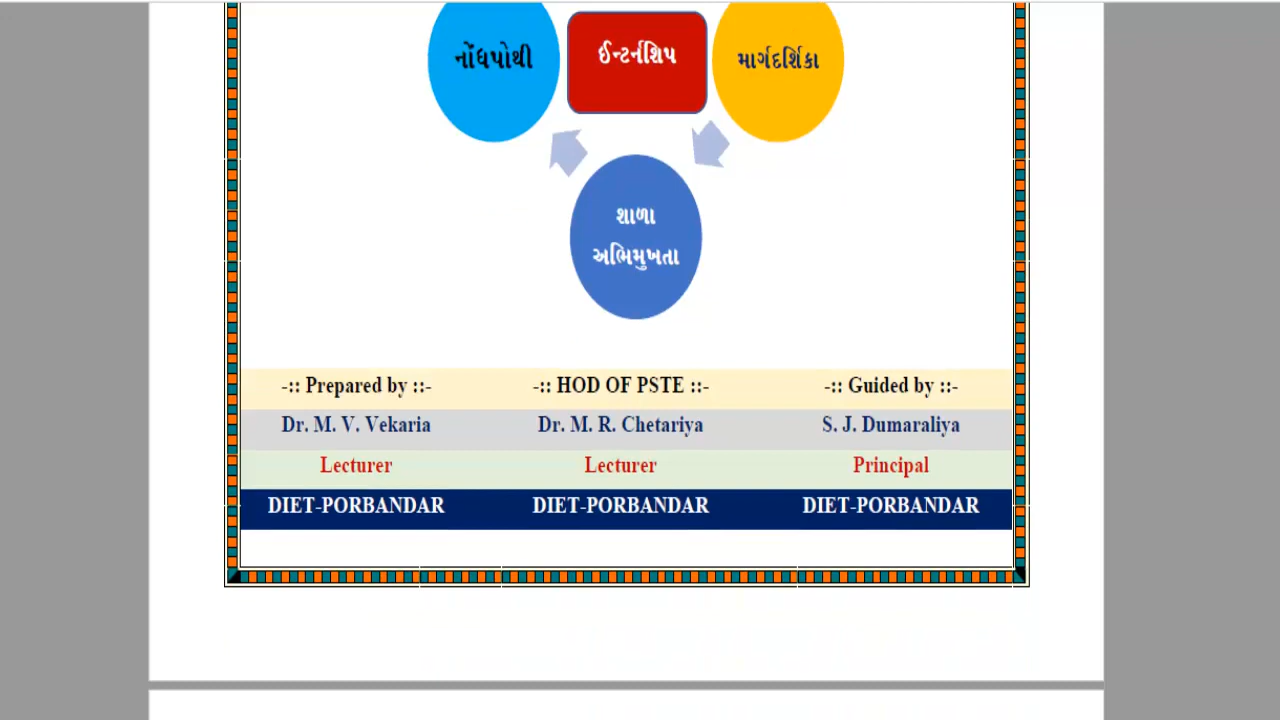 નોંધપોથી
ઈન્ટર્નશિપ
માર્ગદર્શિકા
શાળા
અભિમુખતા
-:: Prepared by ::- -:: HOD OF PSTE ::- -:: Guided by ::-
Dr. M. V. Vekaria Dr. M. R. Chetariya S. J. Dumaraliya
Lecturer Lecturer Principal
DIET-PORBANDAR DIET-PORBANDAR DIET-PORBANDAR